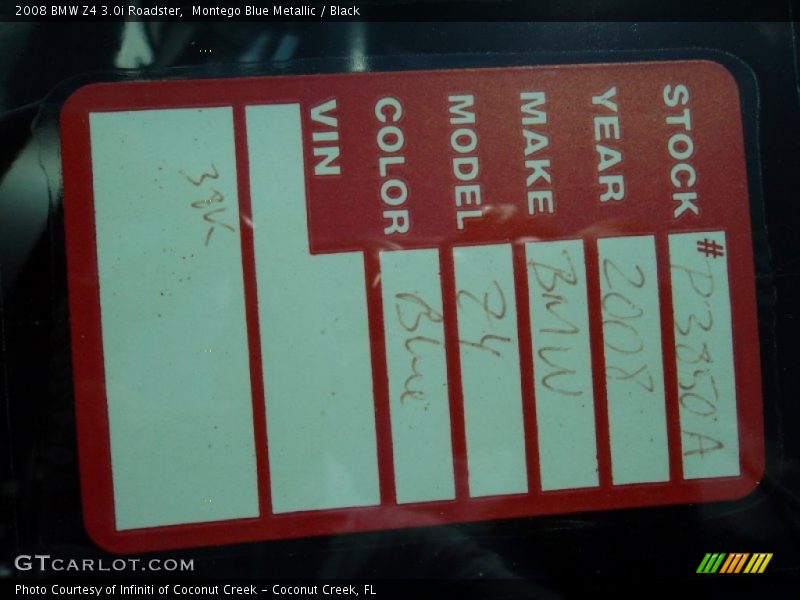 2008 BMW Z4 3.0i Roadster, Montego Blue Metallic / Black
STOCK # P3850A
YEAR 2008
MAKE BMW
MODEL Z4
COLOR Blue
VIN
38K
GTCARLOT.COM
Photo Courtesy of Infiniti of Coconut Creek - Coconut Creek, FL